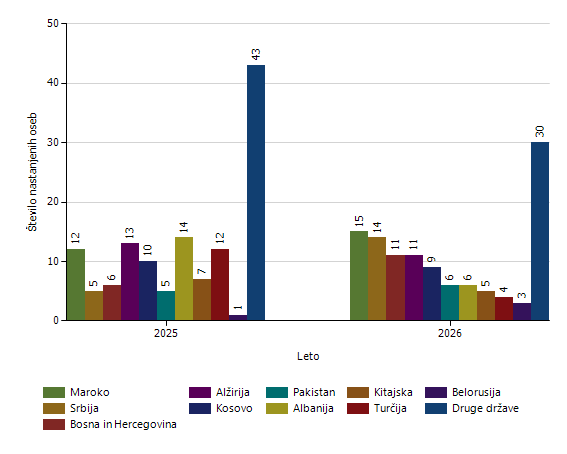 50
40
30
20
10
0
Število nastanjenih oseb
12
5
6
13
10
5
14
7
12
1
43
15
14
11
11
9
6
6
5
4
3
30
2025
2026
Leto
Maroko
Alžirija
Pakistan
Kitajska
Belorusija
Srbija
Kosovo
Albanija
Turčija
Druge države
Bosna in Hercegovina